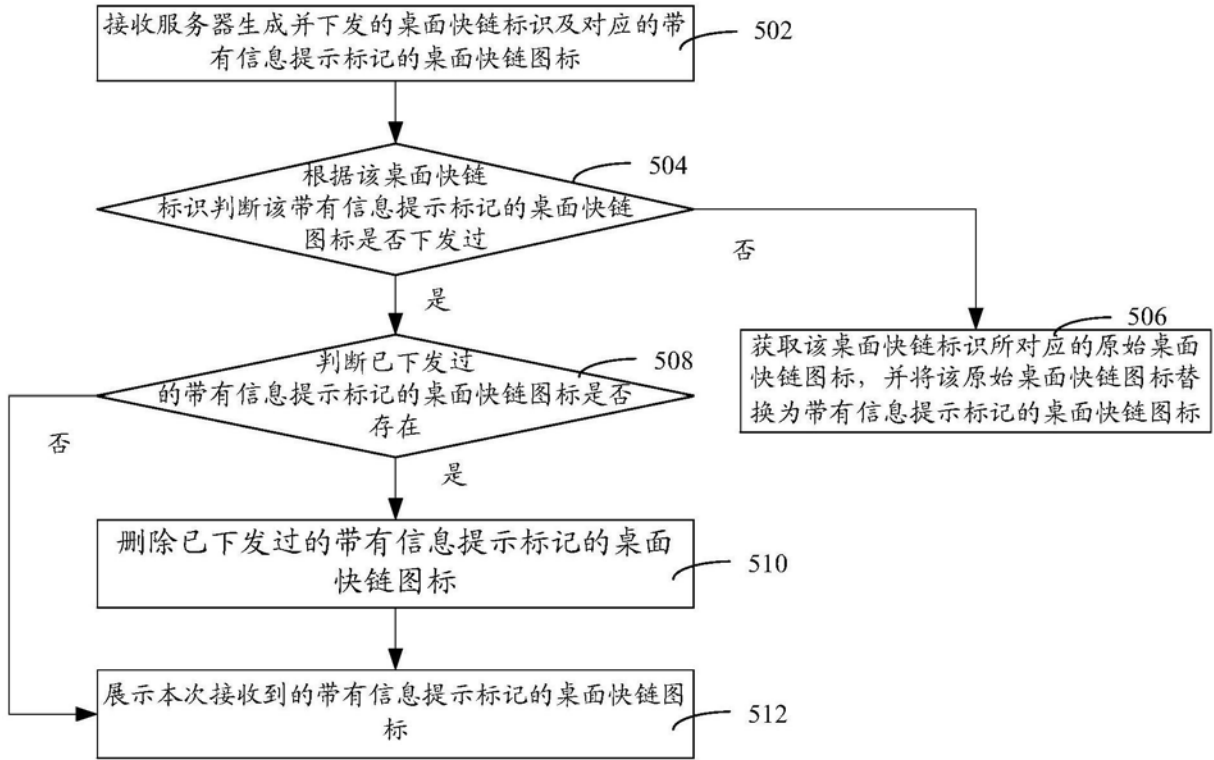 接收服务器生成并下发的桌面快链标识及对应的带
有信息提示标记的桌面快链图标
502
根据该桌面快链
标识判断该带有信息提示标记的桌面快链
图标是否下发过
504
否
是
获取该桌面快链标识所对应的原始桌面
快链图标，并将该原始桌面快链图标替
换为带有信息提示标记的桌面快链图标
506
判断已下发过
的带有信息提示标记的桌面快链图标是否
存在
508
否
是
删除已下发过的带有信息提示标记的桌面
快链图标
510
展示本次接收到的带有信息提示标记的桌面快链图
标
512